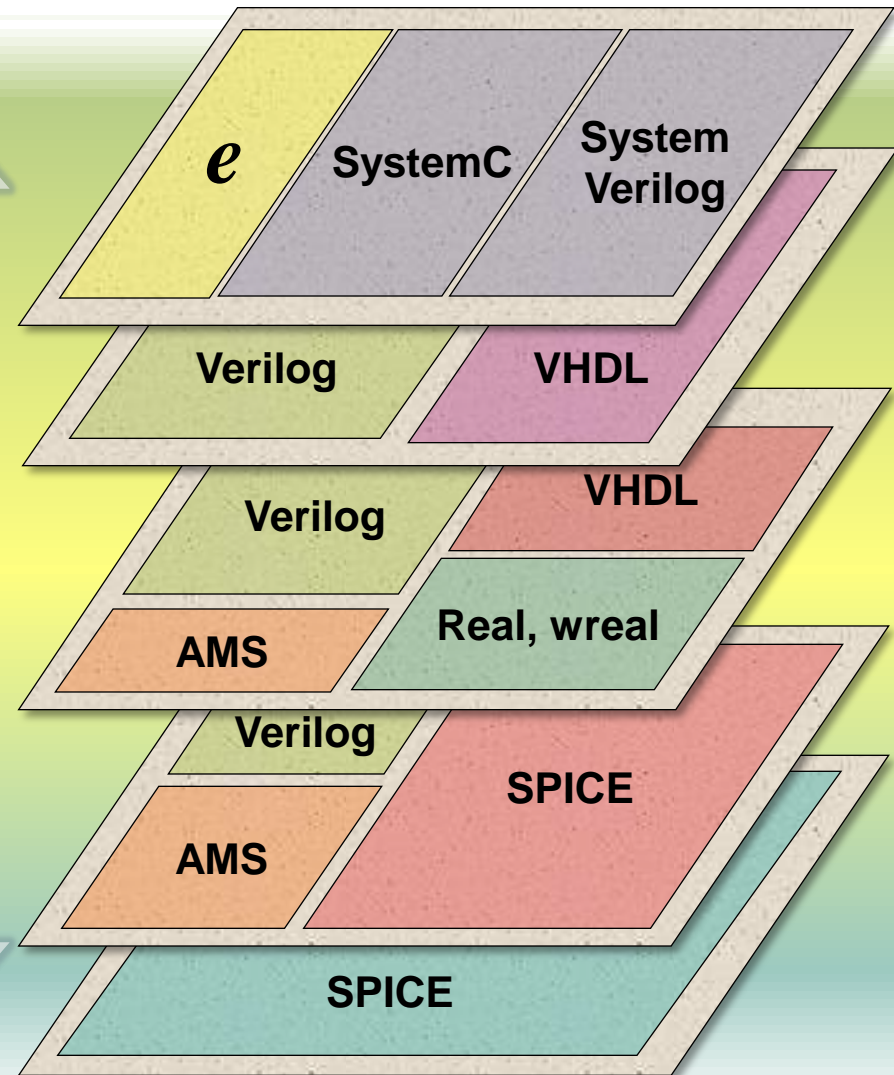 e
SystemC
System
Verilog
Verilog
VHDL
Verilog
VHDL
AMS
Real, wreal
Verilog
SPICE
AMS
SPICE